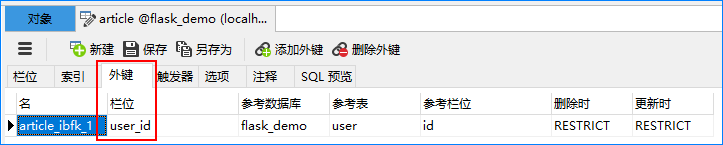 对象 article @flask_demo (localh...
新建 保存 另存为 添加外键 删除外键
栏位 索引 外键 触发器 选项 注释 SQL 预览
名 栏位 参考数据库 参考表 参考栏位 删除时 更新时
article_ibfk_1 user_id flask_demo user id RESTRICT RESTRICT